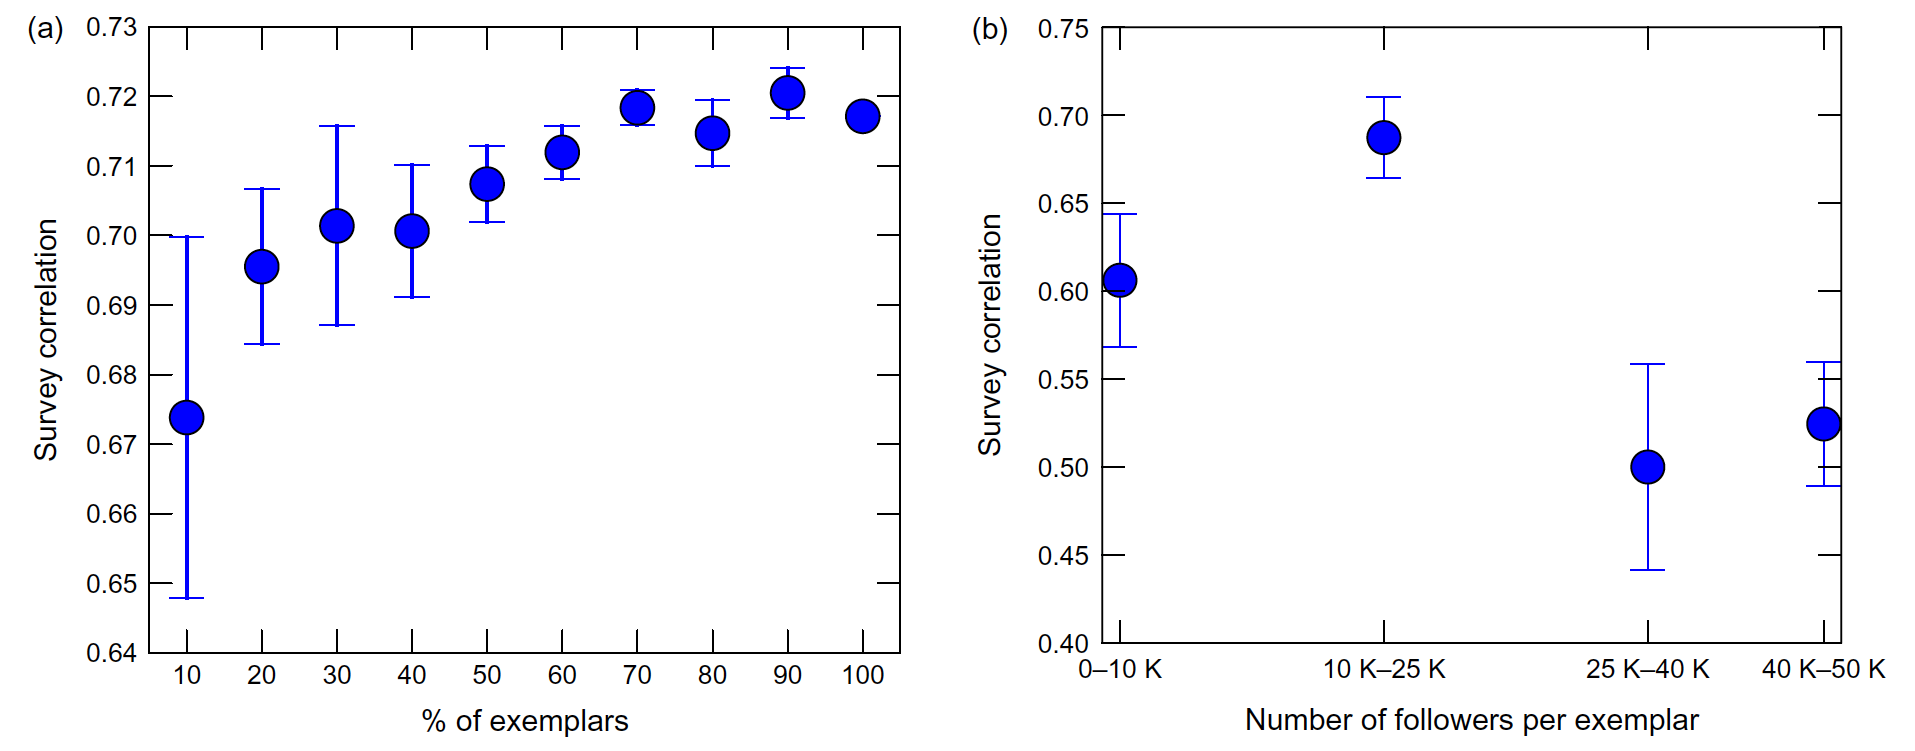 (a)
0.73
0.72
0.71
0.70
0.69
0.68
0.67
0.66
0.65
0.64
Survey correlation
10 20 30 40 50 60 70 80 90 100
% of exemplars
(b)
0.75
0.70
0.65
0.60
0.55
0.50
0.45
0.40
Survey correlation
0–10 K 10 K–25 K 25 K–40 K 40 K–50 K
Number of followers per exemplar